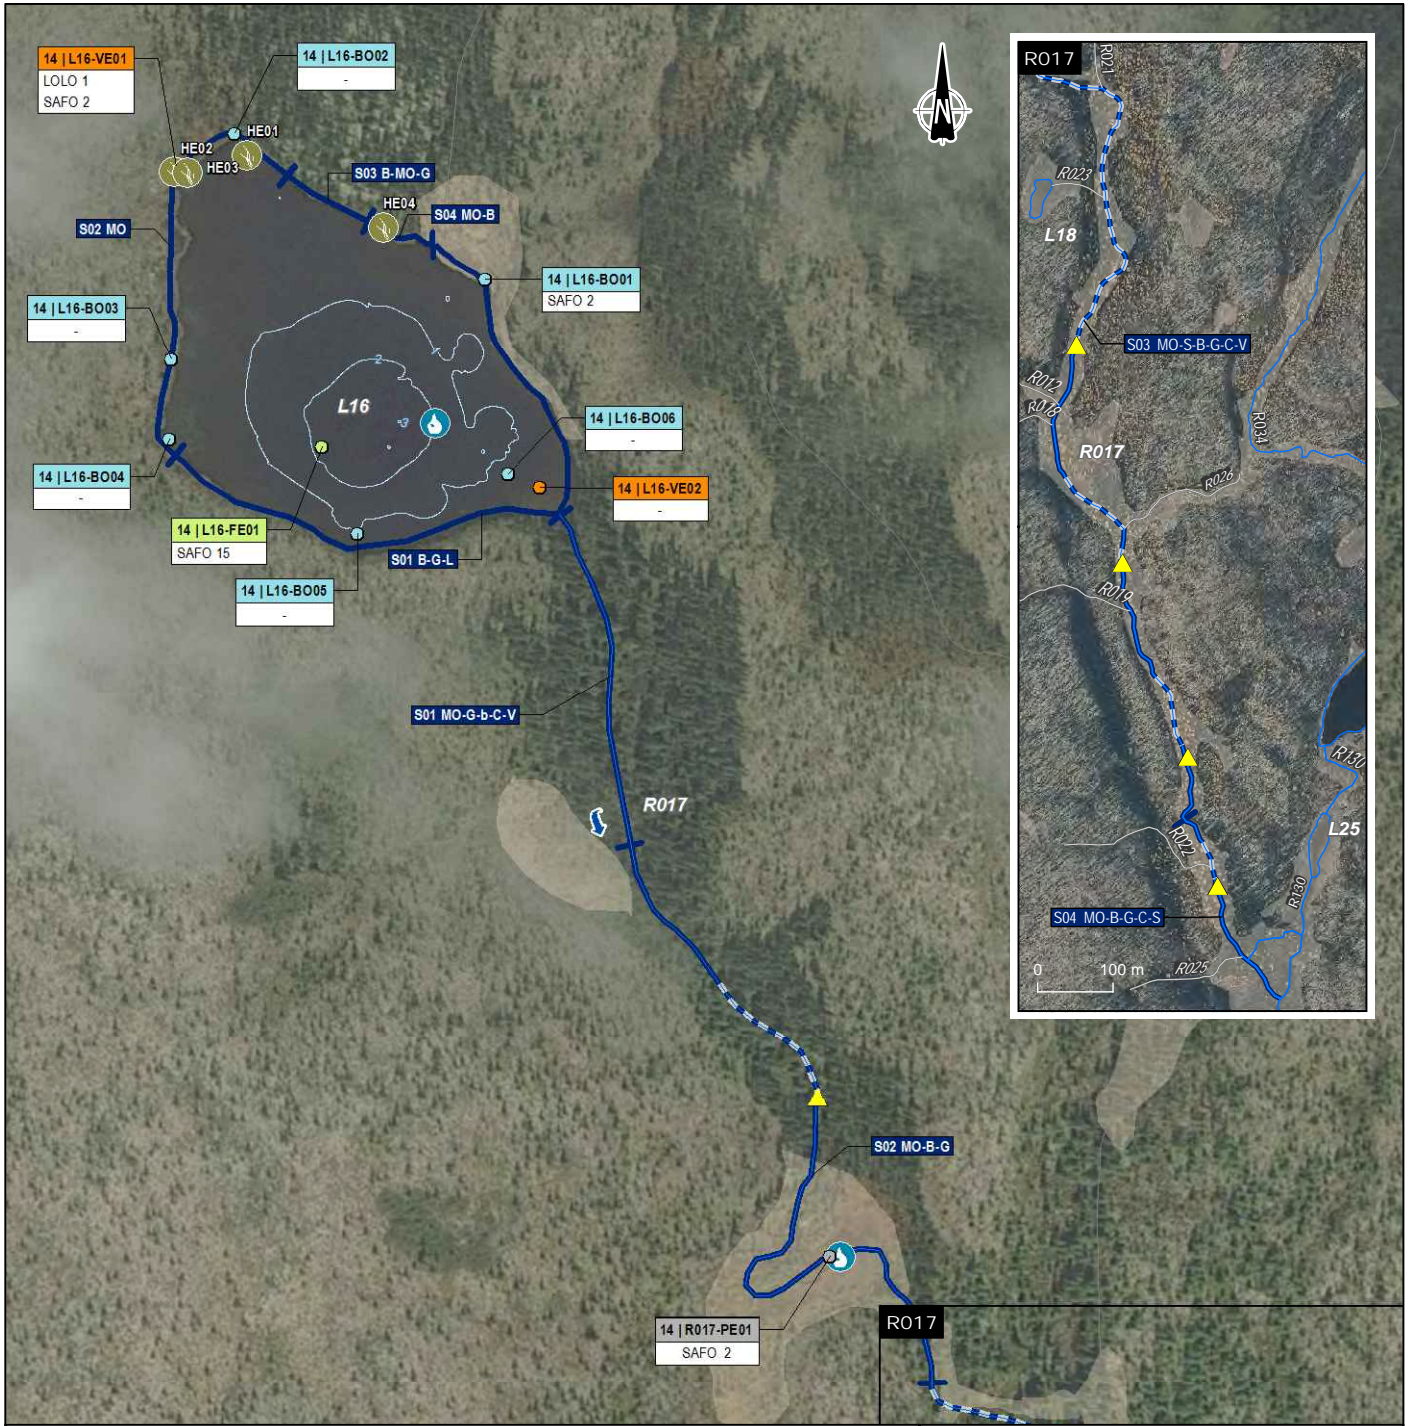 14 | L16-VE01
LOLO 1
SAFO 2
14 | L16-BO02
-
HE01
HE02
HE03
S03 B-MO-G
HE04
S04 MO-B
S02 MO
14 | L16-BO01
SAFO 2
14 | L16-BO03
-
1
2
3
L16
14 | L16-BO06
-
14 | L16-BO04
-
14 | L16-VE02
-
14 | L16-FE01
SAFO 15
S01 B-G-L
14 | L16-BO05
-
S01 MO-G-b-C-V
R017
S02 MO-B-G
14 | R017-PE01
SAFO 2
R017
N
R017
R021
R023
L18
S03 MO-S-B-G-C-V
R012
R018
R034
R017
R026
R019
R130
L25
R022
R130
S04 MO-B-G-C-S
R025
0 100 m